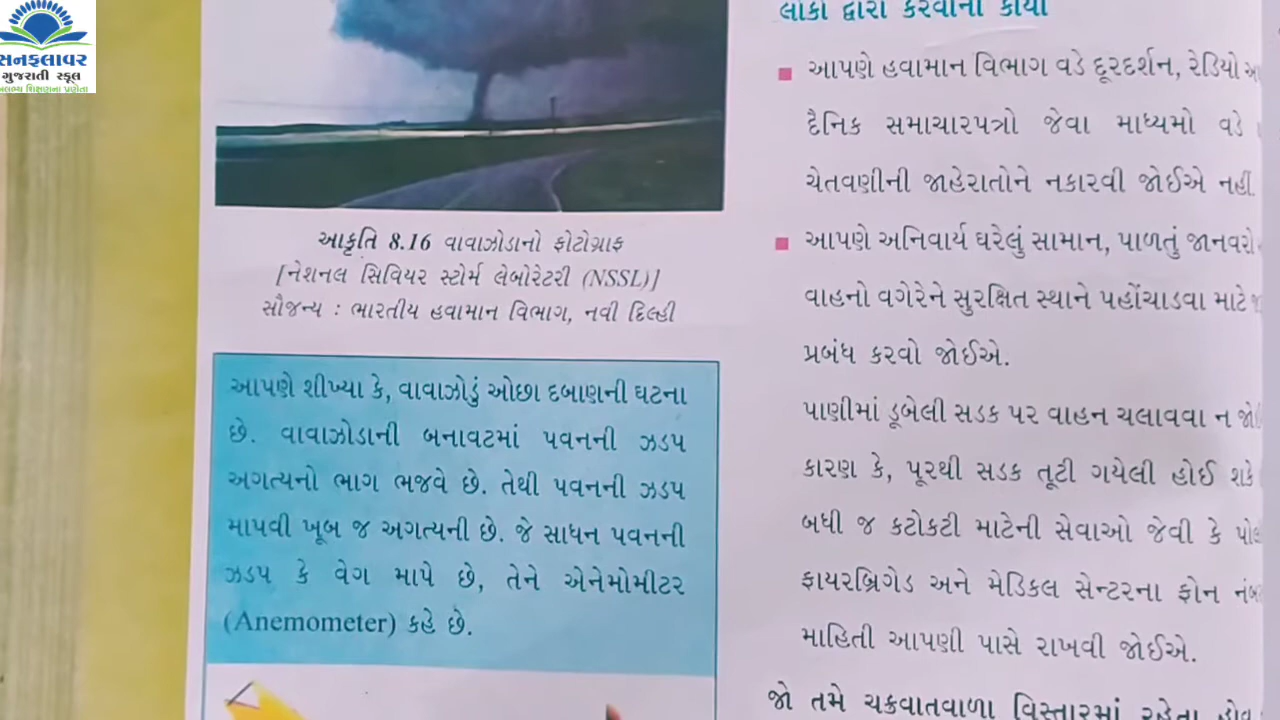 સનફલાવર
ગુજરાતી સ્કૂલ
આકૃતિ 8.16 વાવાઝોડાનો ફોટોગ્રાફ
[નેશનલ સિવિયર સ્ટોર્મ લેબોરેટરી (NSSL)]
સૌજન્ય : ભારતીય હવામાન વિભાગ, નવી દિલ્હી
આપણે શીખ્યા કે, વાવાઝોડું ઓછા દબાણની ઘટના
છે. વાવાઝોડાની બનાવટમાં પવનની ઝડપ
અગત્યનો ભાગ ભજવે છે. તેથી પવનની ઝડપ
માપવી ખૂબ જ અગત્યની છે. જે સાધન પવનની
ઝડપ કે વેગ માપે છે, તેને એનેમોમીટર
(Anemometer) કહે છે.
લોકો દ્વારા કરવાનાં કાર્યો
આપણે હવામાન વિભાગ વડે દૂરદર્શન, રેડિયો
દૈનિક સમાચારપત્રો જેવા માધ્યમો વડે
ચેતવણીની જાહેરાતોને નકારવી જોઈએ નહીં.
આપણે અનિવાર્ય ઘરેલું સામાન, પાળતું જાનવરો
વાહનો વગેરેને સુરક્ષિત સ્થાને પહોંચાડવા માટે
પ્રબંધ કરવો જોઈએ.
પાણીમાં ડૂબેલી સડક પર વાહન ચલાવવા ન
કારણ કે, પૂરથી સડક તૂટી ગયેલી હોઈ શકે
બધી જ કટોકટી માટેની સેવાઓ જેવી કે
ફાયરબ્રિગેડ અને મેડિકલ સેન્ટરના ફોન
માહિતી આપણી પાસે રાખવી જોઈએ.
જો તમે ચક્રવાતવાળા વિસ્તારમાં રહેતા